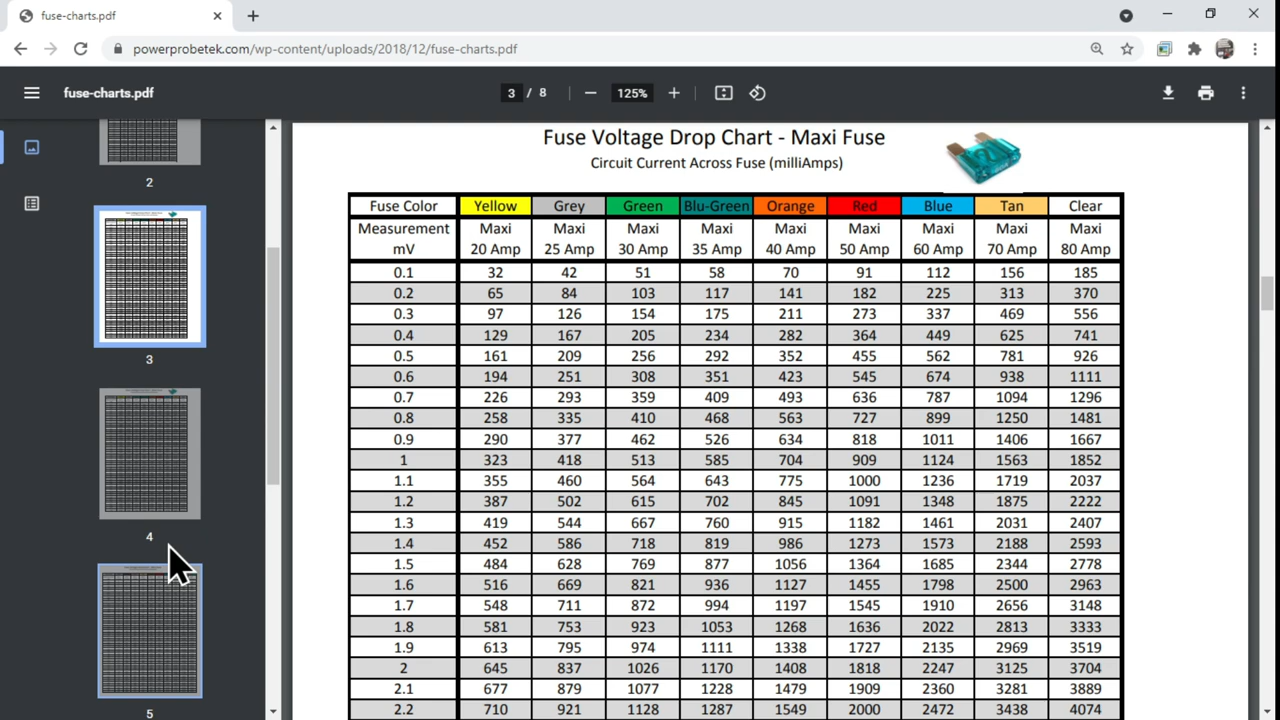 fuse-charts.pdf
powerprobetek.com/wp-content/uploads/2018/12/fuse-charts.pdf
fuse-charts.pdf
3 / 8
125%
2
3
4
5
Fuse Voltage Drop Chart - Maxi Fuse
Circuit Current Across Fuse (milliAmps)
Fuse Color Yellow Grey Green Blu-Green Orange Red Blue Tan Clear
Measurement Maxi Maxi Maxi Maxi Maxi Maxi Maxi Maxi Maxi
mV 20 Amp 25 Amp 30 Amp 35 Amp 40 Amp 50 Amp 60 Amp 70 Amp 80 Amp
0.1 32 42 51 58 70 91 112 156 185
0.2 65 84 103 117 141 182 225 313 370
0.3 97 126 154 175 211 273 337 469 556
0.4 129 167 205 234 282 364 449 625 741
0.5 161 209 256 292 352 455 562 781 926
0.6 194 251 308 351 423 545 674 938 1111
0.7 226 293 359 409 493 636 787 1094 1296
0.8 258 335 410 468 563 727 899 1250 1481
0.9 290 377 462 526 634 818 1011 1406 1667
1 323 418 513 585 704 909 1124 1563 1852
1.1 355 460 564 643 775 1000 1236 1719 2037
1.2 387 502 615 702 845 1091 1348 1875 2222
1.3 419 544 667 760 915 1182 1461 2031 2407
1.4 452 586 718 819 986 1273 1573 2188 2593
1.5 484 628 769 877 1056 1364 1685 2344 2778
1.6 516 669 821 936 1127 1455 1798 2500 2963
1.7 548 711 872 994 1197 1545 1910 2656 3148
1.8 581 753 923 1053 1268 1636 2022 2813 3333
1.9 613 795 974 1111 1338 1727 2135 2969 3519
2 645 837 1026 1170 1408 1818 2247 3125 3704
2.1 677 879 1077 1228 1479 1909 2360 3281 3889
2.2 710 921 1128 1287 1549 2000 2472 3438 4074